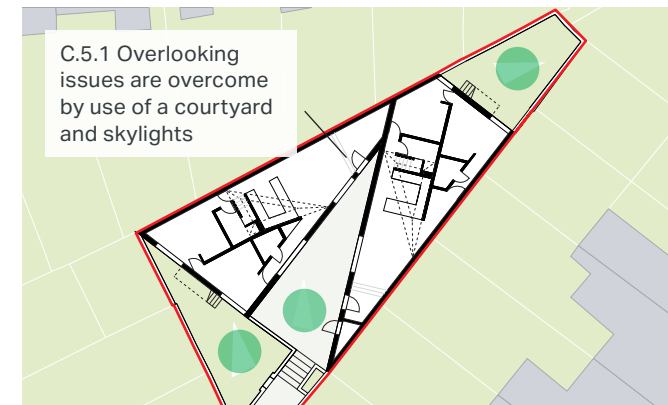 C.5.1 Overlooking
issues are overcome
by use of a courtyard
and skylights